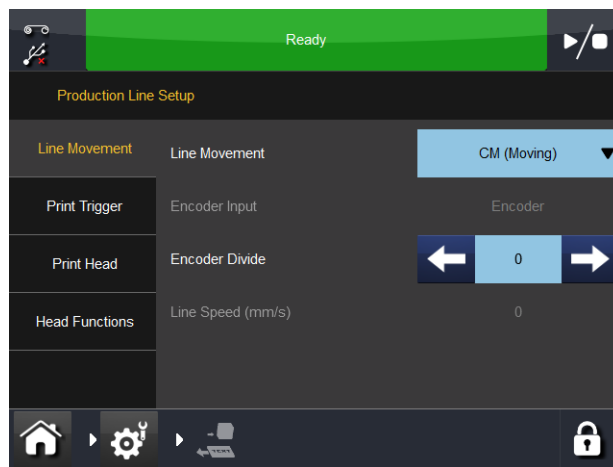 Ready
Production Line Setup
Line Movement
Line Movement
CM (Moving)
Print Trigger
Encoder Input
Encoder
Print Head
Encoder Divide
0
Head Functions
Line Speed (mm/s)
0
TEXT